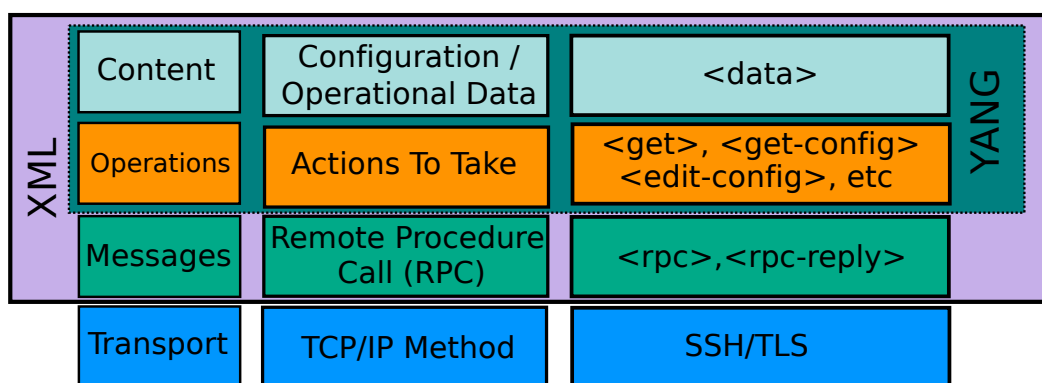 XML
YANG
Content
Configuration /
Operational Data
<data>
Operations
Actions To Take
<get>, <get-config>
<edit-config>, etc
Messages
Remote Procedure
Call (RPC)
<rpc>,<rpc-reply>
Transport
TCP/IP Method
SSH/TLS